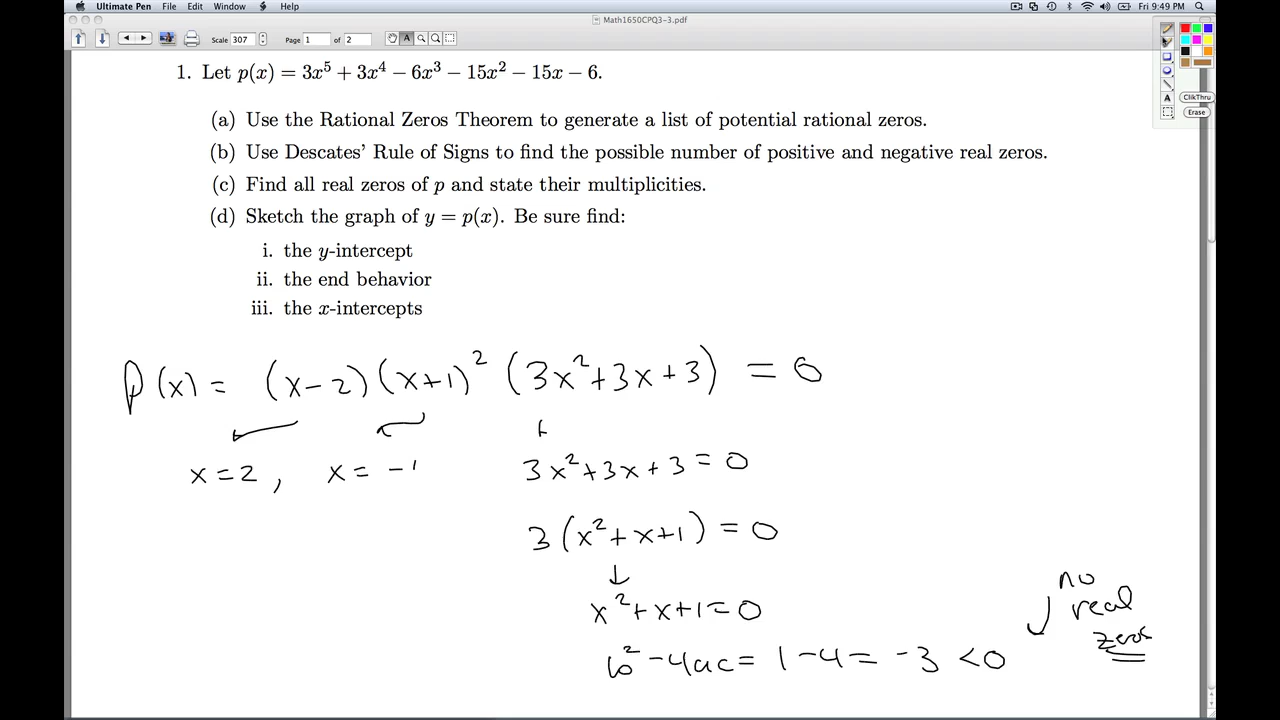 Ultimate Pen File Edit Window Help Fri 9:49 PM
Math1650CPQ3-3.pdf
Scale 307 Page 1 of 2
ClikThru
Erase
1. Let p(x) = 3x⁵ + 3x⁴ − 6x³ − 15x² − 15x − 6.
(a) Use the Rational Zeros Theorem to generate a list of potential rational zeros.
(b) Use Descates' Rule of Signs to find the possible number of positive and negative real zeros.
(c) Find all real zeros of p and state their multiplicities.
(d) Sketch the graph of y = p(x). Be sure find:
i. the y-intercept
ii. the end behavior
iii. the x-intercepts
P(x) = (x-2)(x+1)² (3x²+3x+3) = 0
x=2, x=-1 3x²+3x+3=0
3(x²+x+1)=0
x²+x+1=0
b²-4ac = 1-4 = -3 <0
no
real
zeros